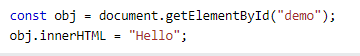 const obj = document.getElementById("demo");
obj.innerHTML = "Hello";